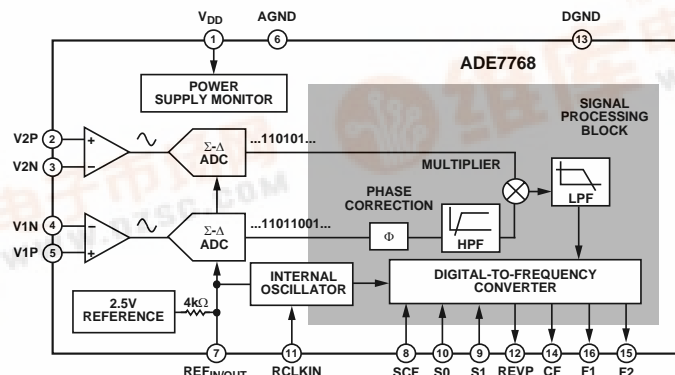 VDD
AGND
DGND
1
6
13
ADE7768
POWER
SUPPLY MONITOR
SIGNAL
PROCESSING
BLOCK
V2P 2 +
V2N 3 −
Σ-Δ
ADC
...110101...
MULTIPLIER
LPF
V1N 4 −
V1P 5 +
Σ-Δ
ADC
...11011001...
PHASE
CORRECTION
Φ
HPF
2.5V
REFERENCE
4kΩ
INTERNAL
OSCILLATOR
DIGITAL-TO-FREQUENCY
CONVERTER
7
11
8
10
9
12
14
16
15
REFIN/OUT
RCLKIN
SCF
S0
S1
REVP
CF
F1
F2